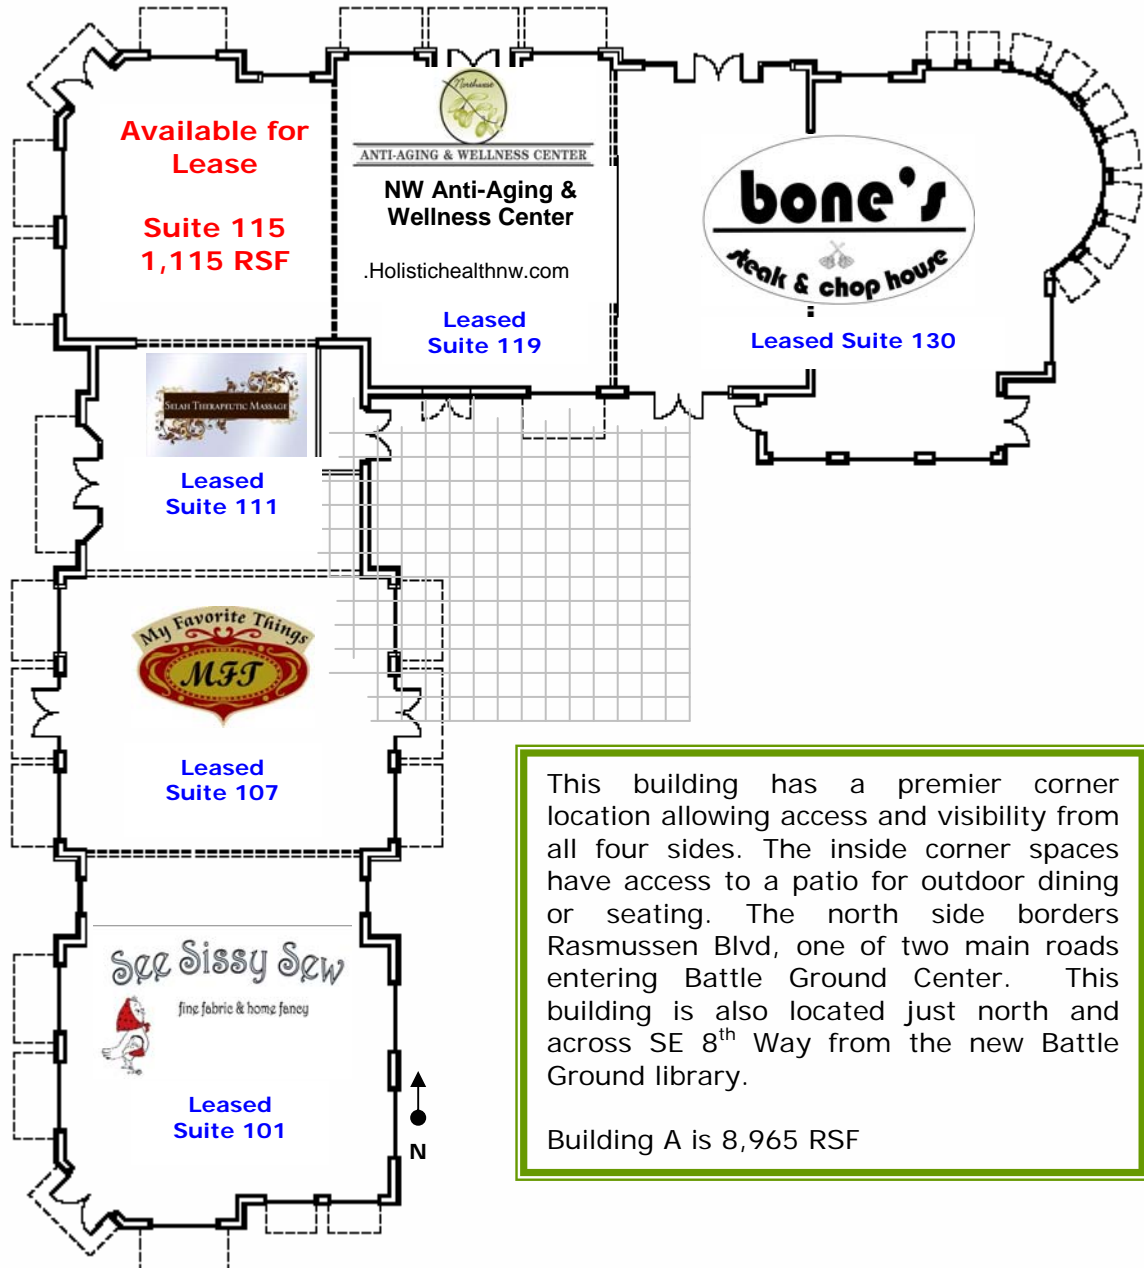 Available for
Lease
Suite 115
1,115 RSF
Northwest
ANTI-AGING & WELLNESS CENTER
NW Anti-Aging &
Wellness Center
.Holistichealthnw.com
Leased
Suite 119
bone's
steak & chop house
Leased Suite 130
SELAH THERAPEUTIC MASSAGE
Leased
Suite 111
My Favorite Things
MFT
Leased
Suite 107
See Sissy Sew
fine fabric & home fancy
Leased
Suite 101
N
This building has a premier corner
location allowing access and visibility from
all four sides. The inside corner spaces
have access to a patio for outdoor dining
or seating. The north side borders
Rasmussen Blvd, one of two main roads
entering Battle Ground Center. This
building is also located just north and
across SE 8th Way from the new Battle
Ground library.
Building A is 8,965 RSF